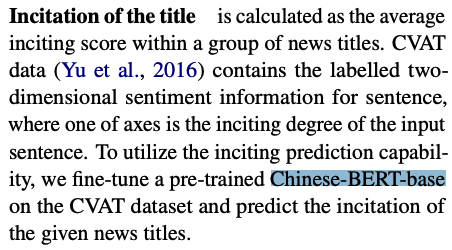 Incitation of the title is calculated as the average
inciting score within a group of news titles. CVAT
data (Yu et al., 2016) contains the labelled two-
dimensional sentiment information for sentence,
where one of axes is the inciting degree of the input
sentence. To utilize the inciting prediction capabil-
ity, we fine-tune a pre-trained Chinese-BERT-base
on the CVAT dataset and predict the incitation of
the given news titles.